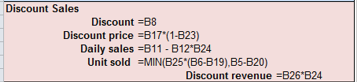 Discount Sales
Discount =B8
Discount price =B17*(1-B23)
Daily sales =B11 - B12*B24
Unit sold =MIN(B25*(B6-B19),B5-B20)
Discount revenue =B26*B24